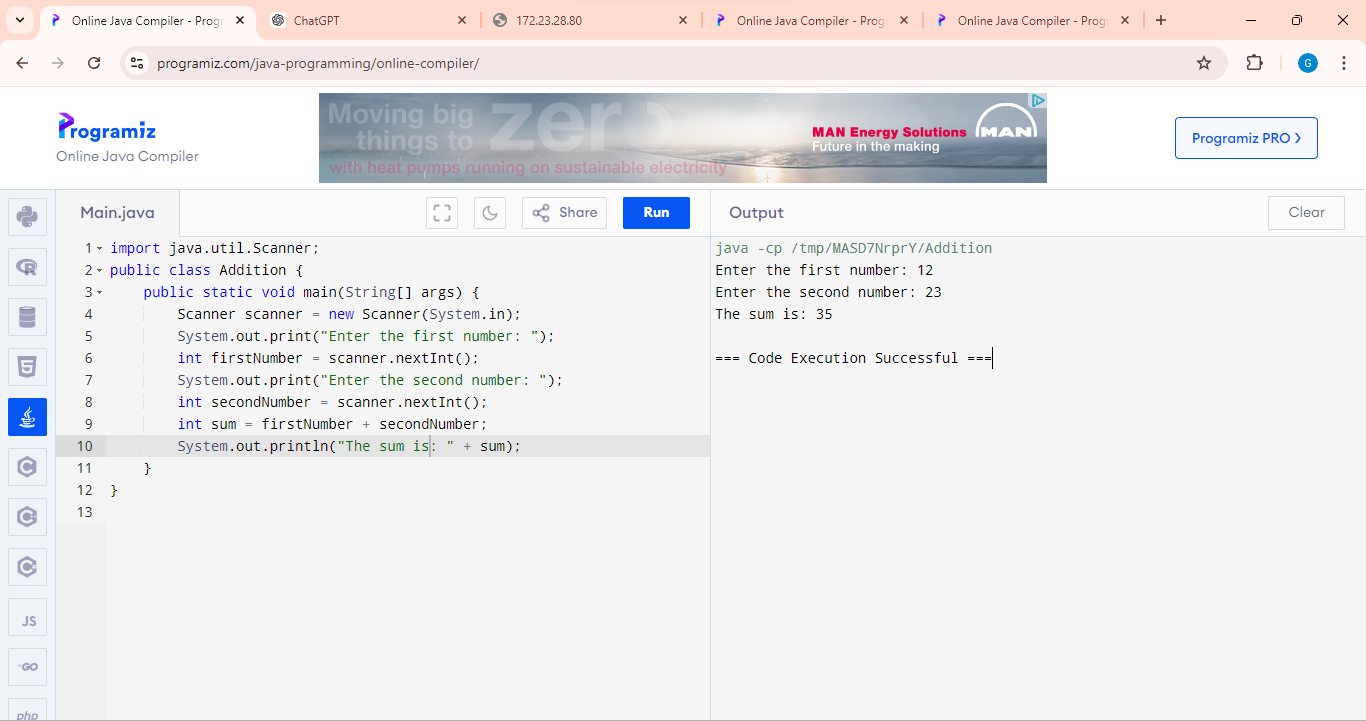 Online Java Compiler - Prog
ChatGPT
172.23.28.80
Online Java Compiler - Prog
Online Java Compiler - Prog
programiz.com/java-programming/online-compiler/
G
Programiz
Online Java Compiler
Moving big
things to
zero
with heat pumps running on sustainable electricity
MAN Energy Solutions
Future in the making
MAN
Programiz PRO >
Main.java
Share
Run
Output
Clear
1 import java.util.Scanner;
2 public class Addition {
3 public static void main(String[] args) {
4 Scanner scanner = new Scanner(System.in);
5 System.out.print("Enter the first number: ");
6 int firstNumber = scanner.nextInt();
7 System.out.print("Enter the second number: ");
8 int secondNumber = scanner.nextInt();
9 int sum = firstNumber + secondNumber;
10 System.out.println("The sum is: " + sum);
11 }
12 }
13
java -cp /tmp/MASD7NrprY/Addition
Enter the first number: 12
Enter the second number: 23
The sum is: 35
=== Code Execution Successful ===
R
5
C
C
C
JS
GO
php